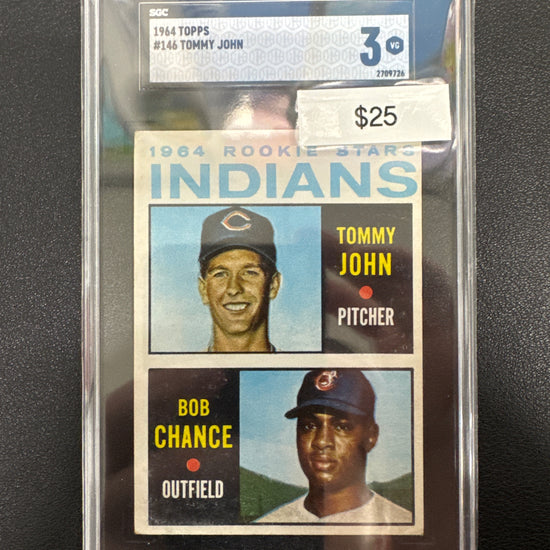 SGC
1964 TOPPS
#146 TOMMY JOHN
3 VG
2709726
$25
1964 ROOKIE STARS
INDIANS
TOMMY
JOHN
PITCHER
BOB
CHANCE
OUTFIELD